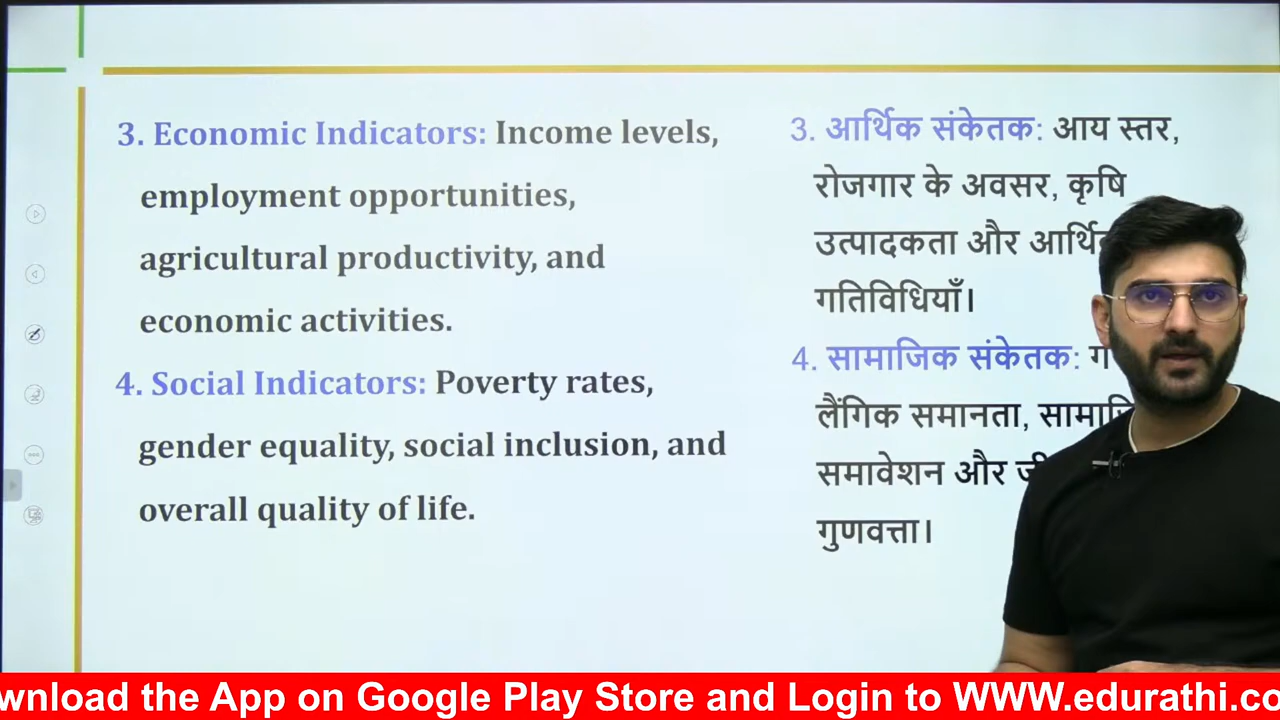 3. Economic Indicators: Income levels,
employment opportunities,
agricultural productivity, and
economic activities.
4. Social Indicators: Poverty rates,
gender equality, social inclusion, and
overall quality of life.
3. आर्थिक संकेतक: आय स्तर,
रोजगार के अवसर, कृषि
उत्पादकता और
गतिविधियाँ।
4. सामाजिक संकेतक:
लैंगिक समानता,
समावेशन और
गुणवत्ता।
wnload the App on Google Play Store and Login to WWW.edurathi.co